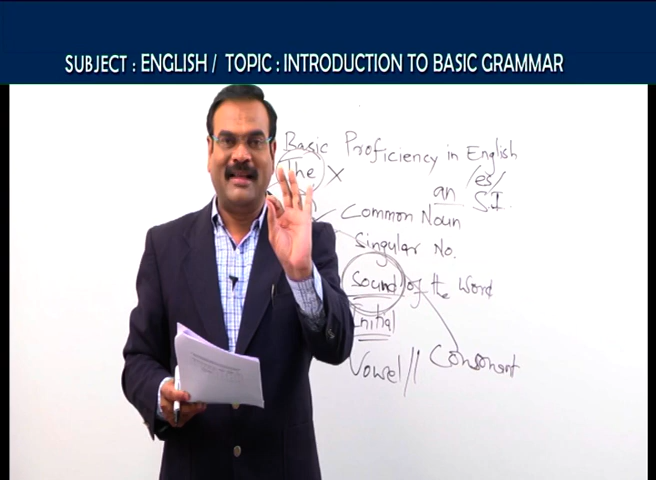 SUBJECT : ENGLISH / TOPIC : INTRODUCTION TO BASIC GRAMMAR
Basic Proficiency in English
The X
an /es/
S.I.
Common Noun
Singular No.
Sound of the Word
Initial
Vowel // Consonant